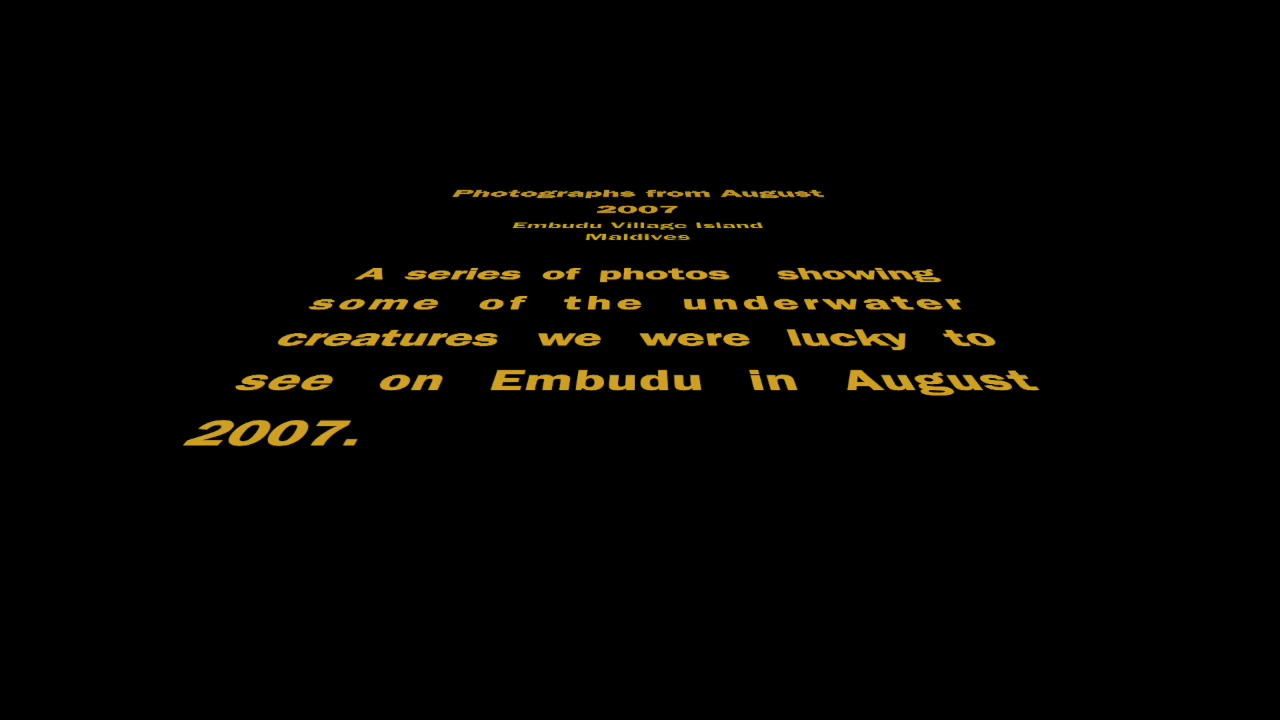 Photographs from August
2007
Embudu Village Island
Maldives
A series of photos showing
some of the underwater
creatures we were lucky to
see on Embudu in August
2007.